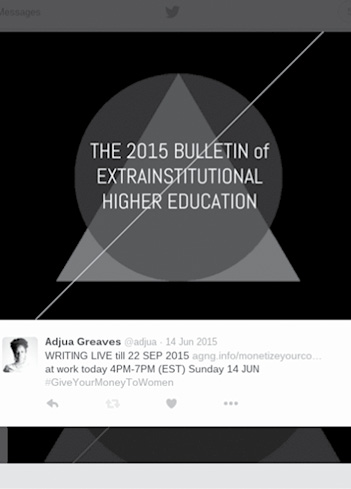 Messages
THE 2015 BULLETIN of
EXTRAINSTITUTIONAL
HIGHER EDUCATION
Adjua Greaves @adjua · 14 Jun 2015
WRITING LIVE till 22 SEP 2015 agng.info/monetizeyourco...
at work today 4PM-7PM (EST) Sunday 14 JUN
#GiveYourMoneyToWomen